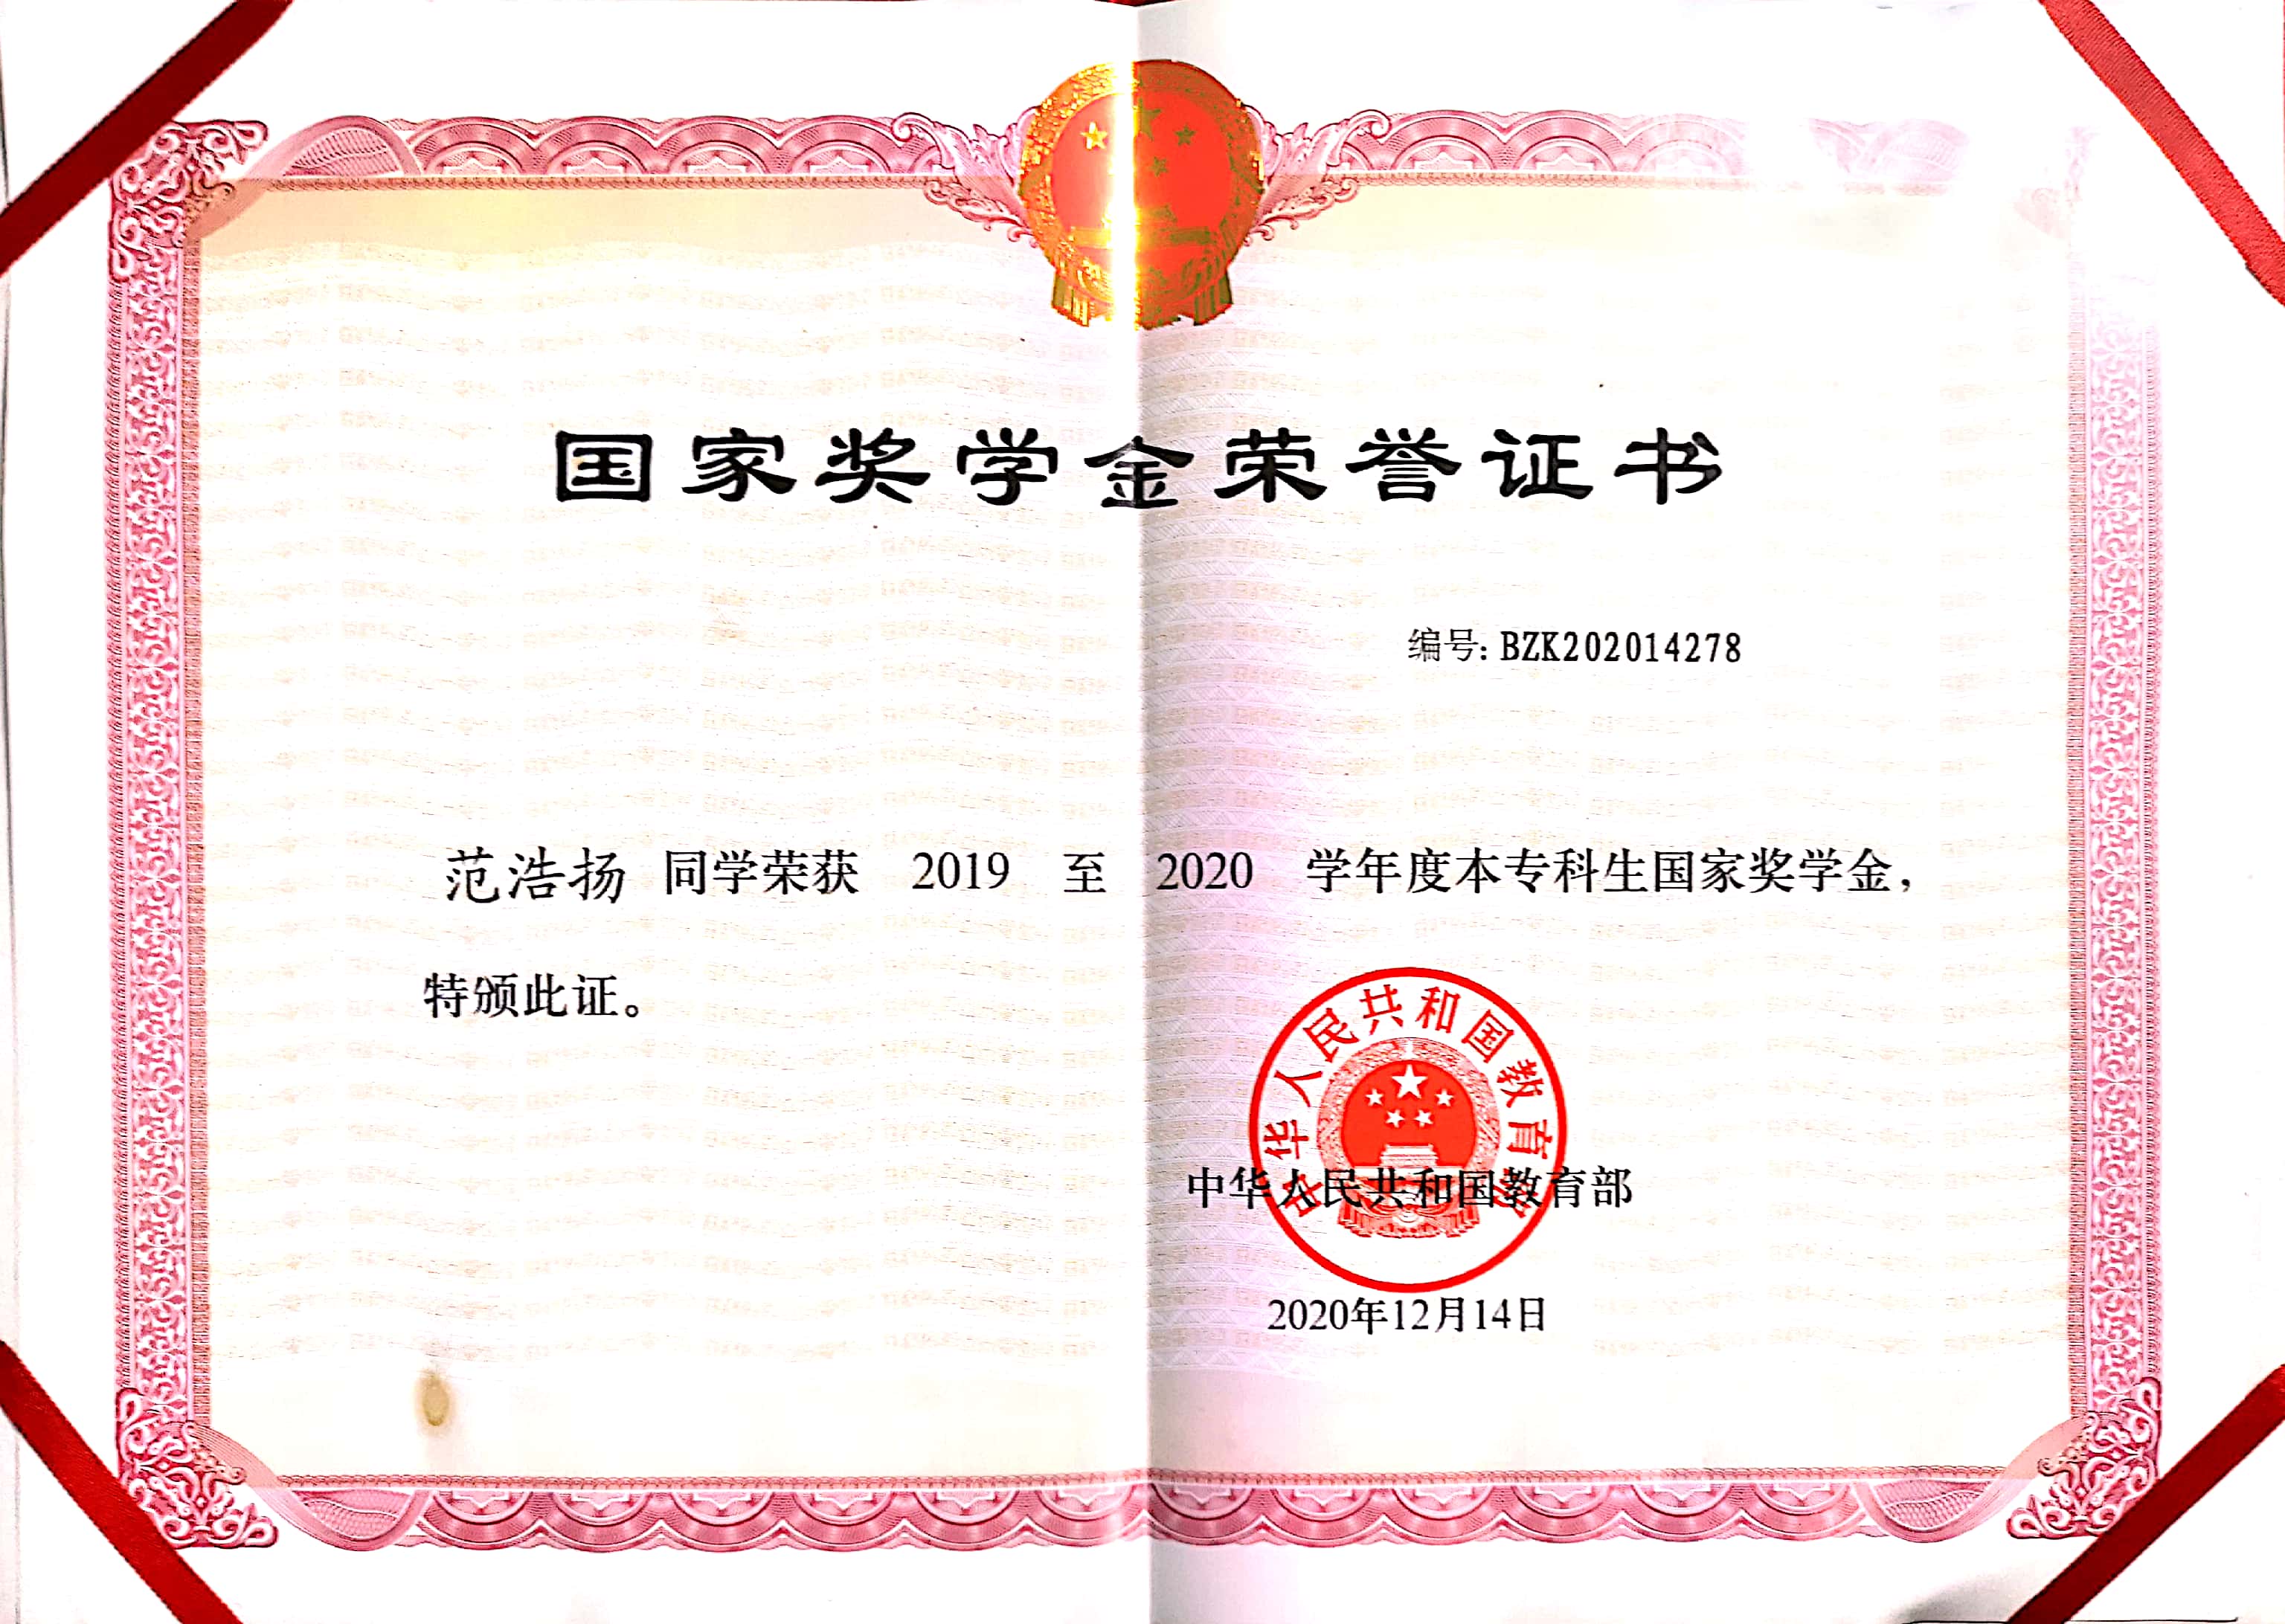 国家奖学金荣誉证书
编号: BZK202014278
范浩扬 同学荣获 2019 至 2020 学年度本专科生国家奖学金，
特颁此证。
中华人民共和国教育部
中华人民共和国教育部
2020年12月14日